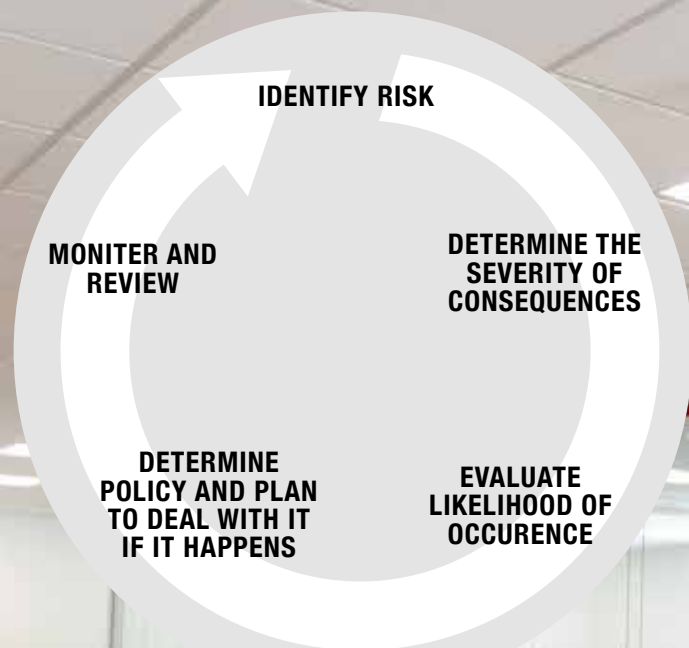 IDENTIFY RISK
DETERMINE THE
SEVERITY OF
CONSEQUENCES
EVALUATE
LIKELIHOOD OF
OCCURENCE
DETERMINE
POLICY AND PLAN
TO DEAL WITH IT
IF IT HAPPENS
MONITER AND
REVIEW